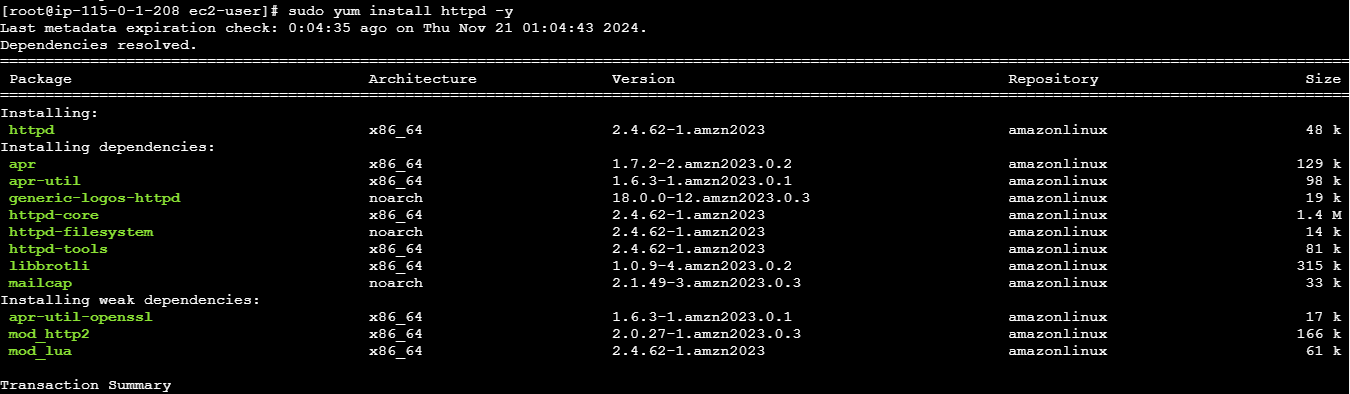 [root@ip-115-0-1-208 ec2-user]# sudo yum install httpd -y
Last metadata expiration check: 0:04:35 ago on Thu Nov 21 01:04:43 2024.
Dependencies resolved.
Package Architecture Version Repository Size
Installing:
httpd x86_64 2.4.62-1.amzn2023 amazonlinux 48 k
Installing dependencies:
apr x86_64 1.7.2-2.amzn2023.0.2 amazonlinux 129 k
apr-util x86_64 1.6.3-1.amzn2023.0.1 amazonlinux 98 k
generic-logos-httpd noarch 18.0.0-12.amzn2023.0.3 amazonlinux 19 k
httpd-core x86_64 2.4.62-1.amzn2023 amazonlinux 1.4 M
httpd-filesystem noarch 2.4.62-1.amzn2023 amazonlinux 14 k
httpd-tools x86_64 2.4.62-1.amzn2023 amazonlinux 81 k
libbrotli x86_64 1.0.9-4.amzn2023.0.2 amazonlinux 315 k
mailcap noarch 2.1.49-3.amzn2023.0.3 amazonlinux 33 k
Installing weak dependencies:
apr-util-openssl x86_64 1.6.3-1.amzn2023.0.1 amazonlinux 17 k
mod_http2 x86_64 2.0.27-1.amzn2023.0.3 amazonlinux 166 k
mod_lua x86_64 2.4.62-1.amzn2023 amazonlinux 61 k
Transaction Summary